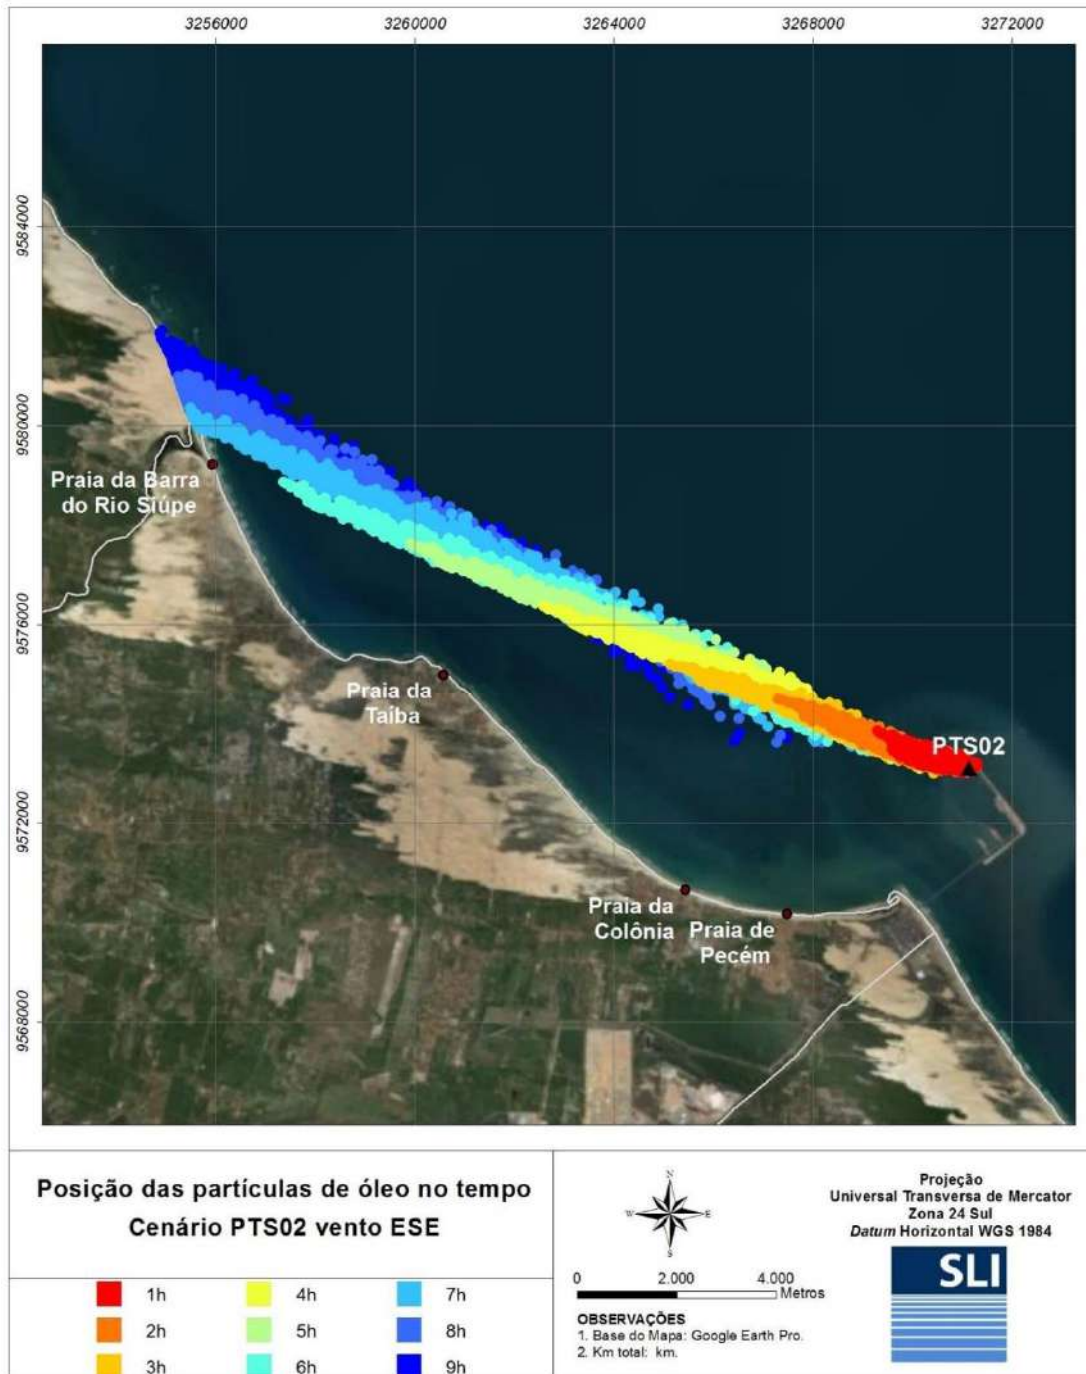 3256000 3260000 3264000 3268000 3272000
9584000
9580000
9576000
9572000
9568000
Praia da Barra
do Rio Siúpe
Praia da
Taíba
PTS02
Praia da
Colônia
Praia de
Pecém
Posição das partículas de óleo no tempo
Cenário PTS02 vento ESE
1h 4h 7h
2h 5h 8h
3h 6h 9h
N
W E
S
0 2.000 4.000
Metros
OBSERVAÇÕES
1. Base do Mapa: Google Earth Pro.
2. Km total: km.
Projeção
Universal Transversa de Mercator
Zona 24 Sul
Datum Horizontal WGS 1984
SLI